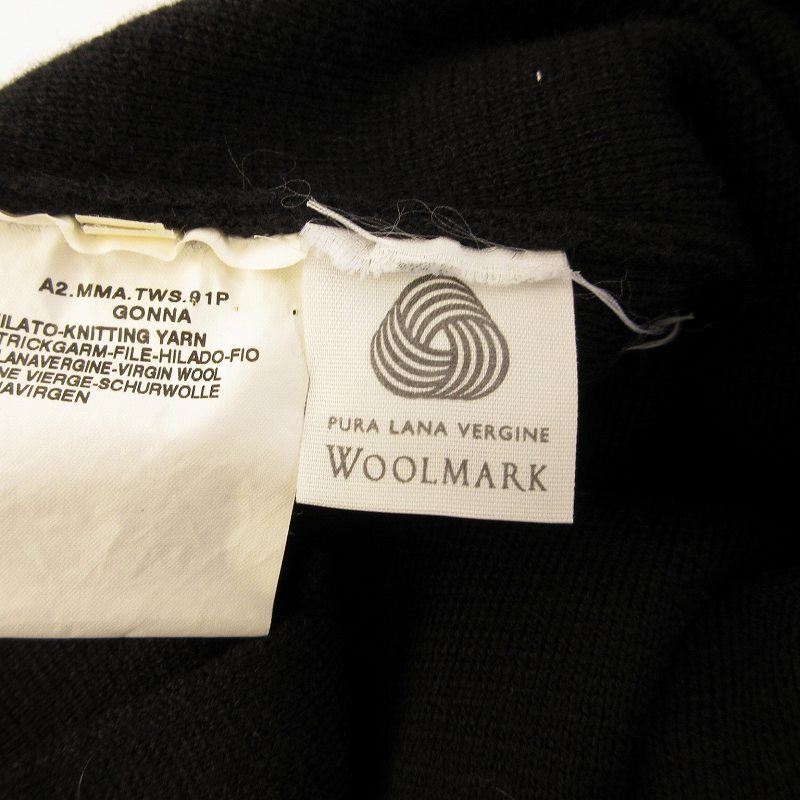 A2.MMA.TWS.91P
GONNA
ILATO-KNITTING YARN
TRICKGARM-FILE-HILADO-FIO
LANAVERGINE-VIRGIN WOOL
NE VIERGE-SCHURWOLLE
AVIRGEN
PURA LANA VERGINE
WOOLMARK